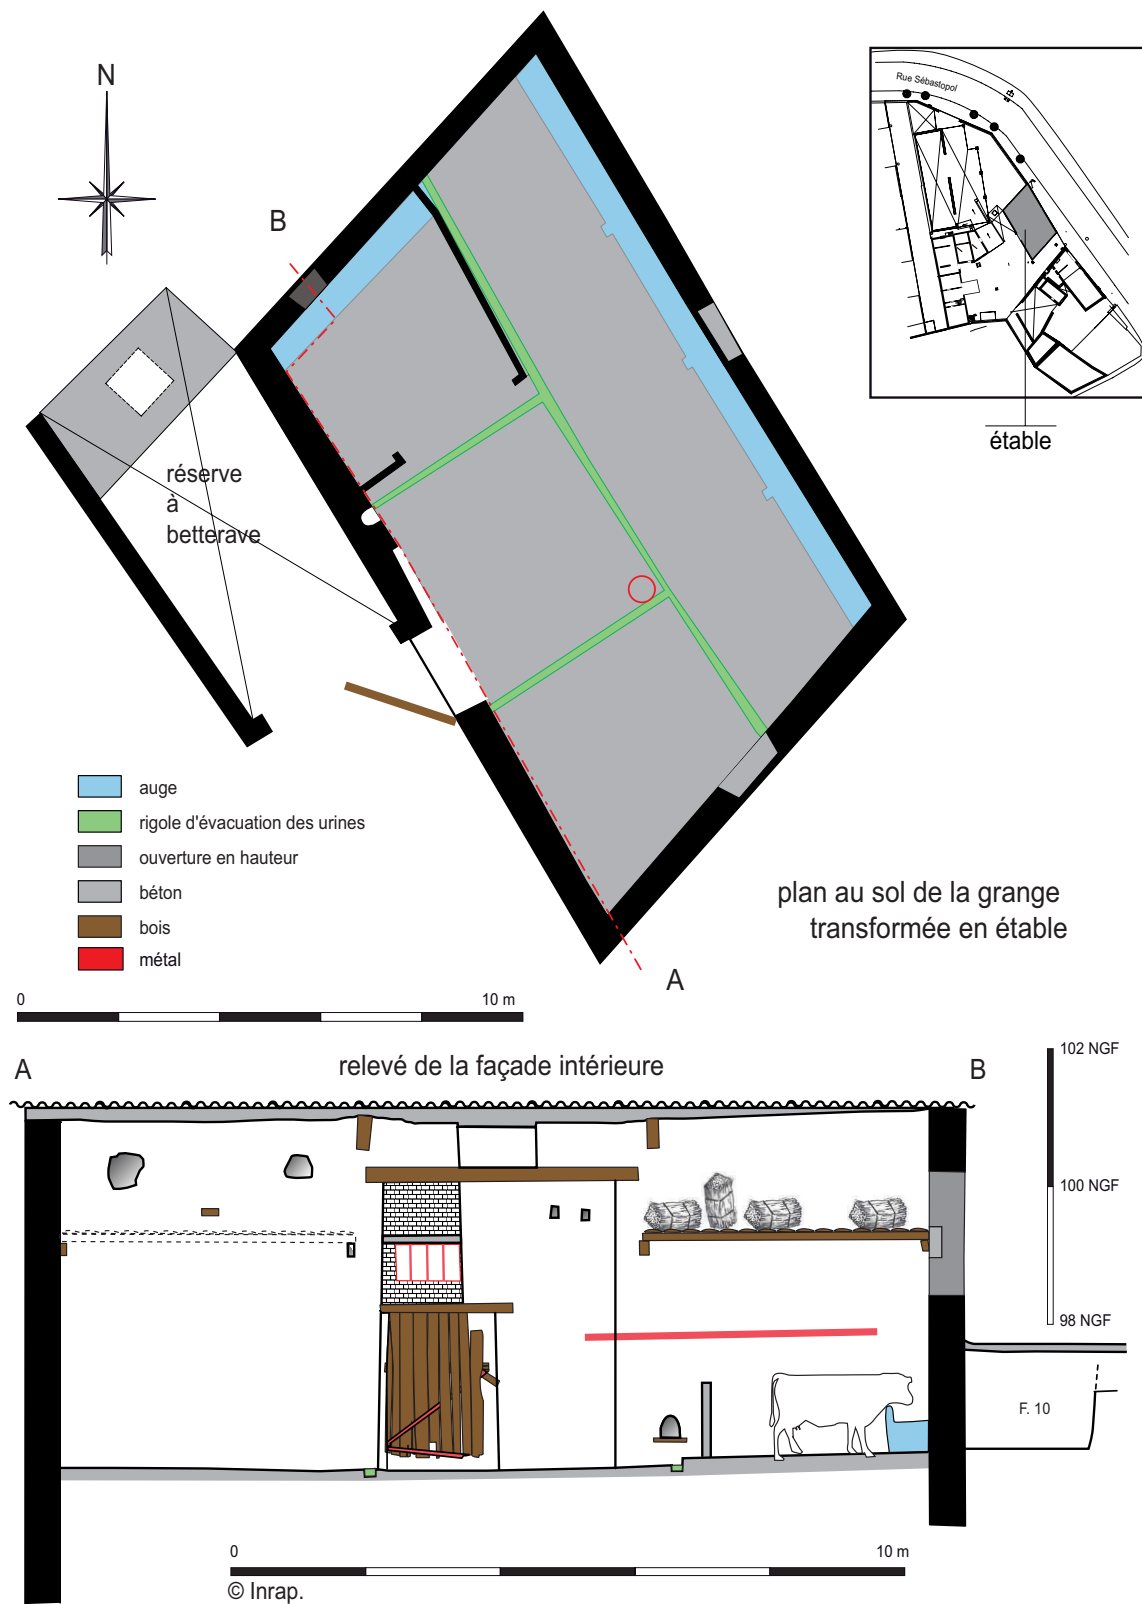 N
B
Rue Sébastopol
étable
réserve
à
betterave
auge
rigole d'évacuation des urines
ouverture en hauteur
béton
bois
métal
plan au sol de la grange
transformée en étable
A
0 10 m
A
relevé de la façade intérieure
B
102 NGF
100 NGF
98 NGF
F. 10
0 10 m
© Inrap.